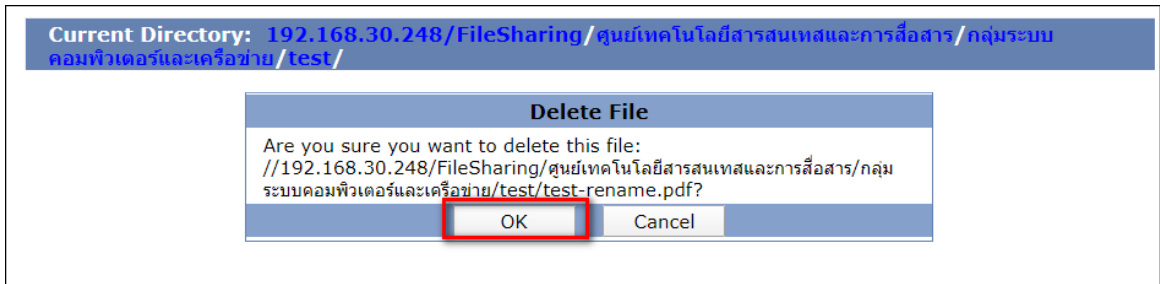 Current Directory: 192.168.30.248/FileSharing/ศูนย์เทคโนโลยีสารสนเทศและการสื่อสาร/กลุ่มระบบ
คอมพิวเตอร์และเครือข่าย/test/
Delete File
Are you sure you want to delete this file:
//192.168.30.248/FileSharing/ศูนย์เทคโนโลยีสารสนเทศและการสื่อสาร/กลุ่ม
ระบบคอมพิวเตอร์และเครือข่าย/test/test-rename.pdf?
OK Cancel